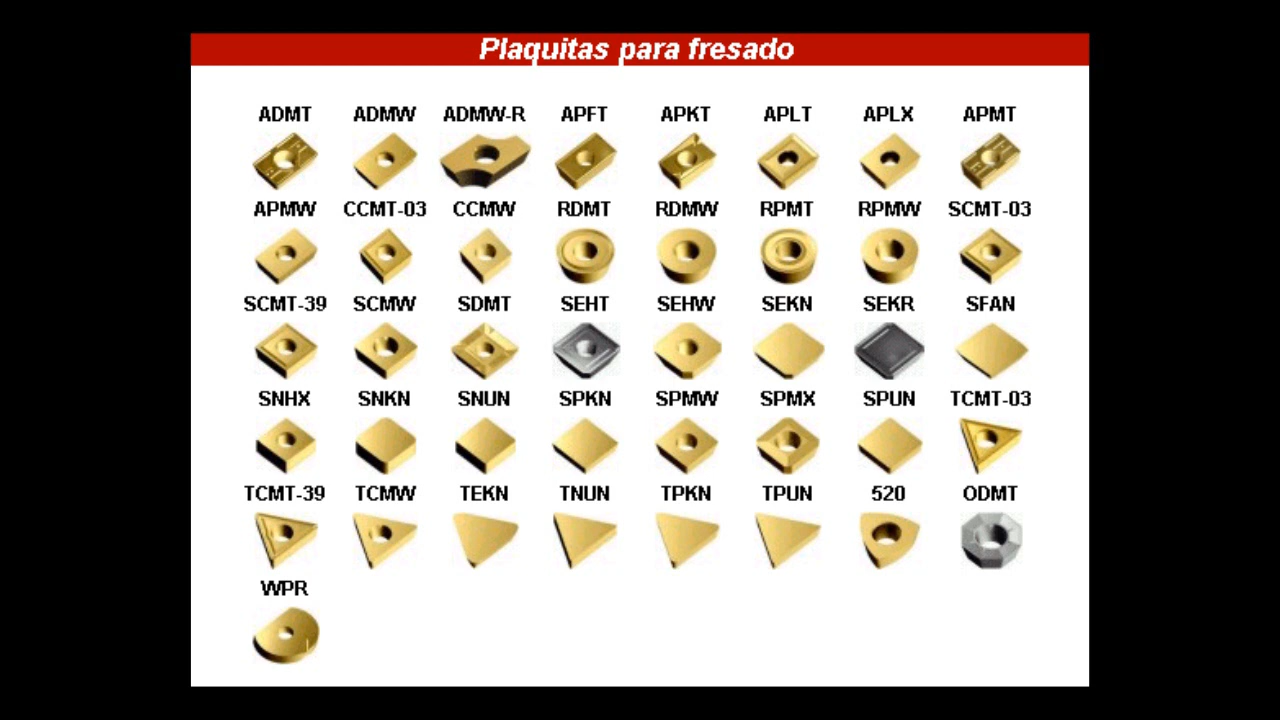 Plaquitas para fresado
ADMT ADMW ADMW-R APFT APKT APLT APLX APMT
APMW CCMT-03 CCMW RDMT RDMW RPMT RPMW SCMT-03
SCMT-39 SCMW SDMT SEHT SEHW SEKN SEKR SFAN
SNHX SNKN SNUN SPKN SPMW SPMX SPUN TCMT-03
TCMT-39 TCMW TEKN TNUN TPKN TPUN 520 ODMT
WPR